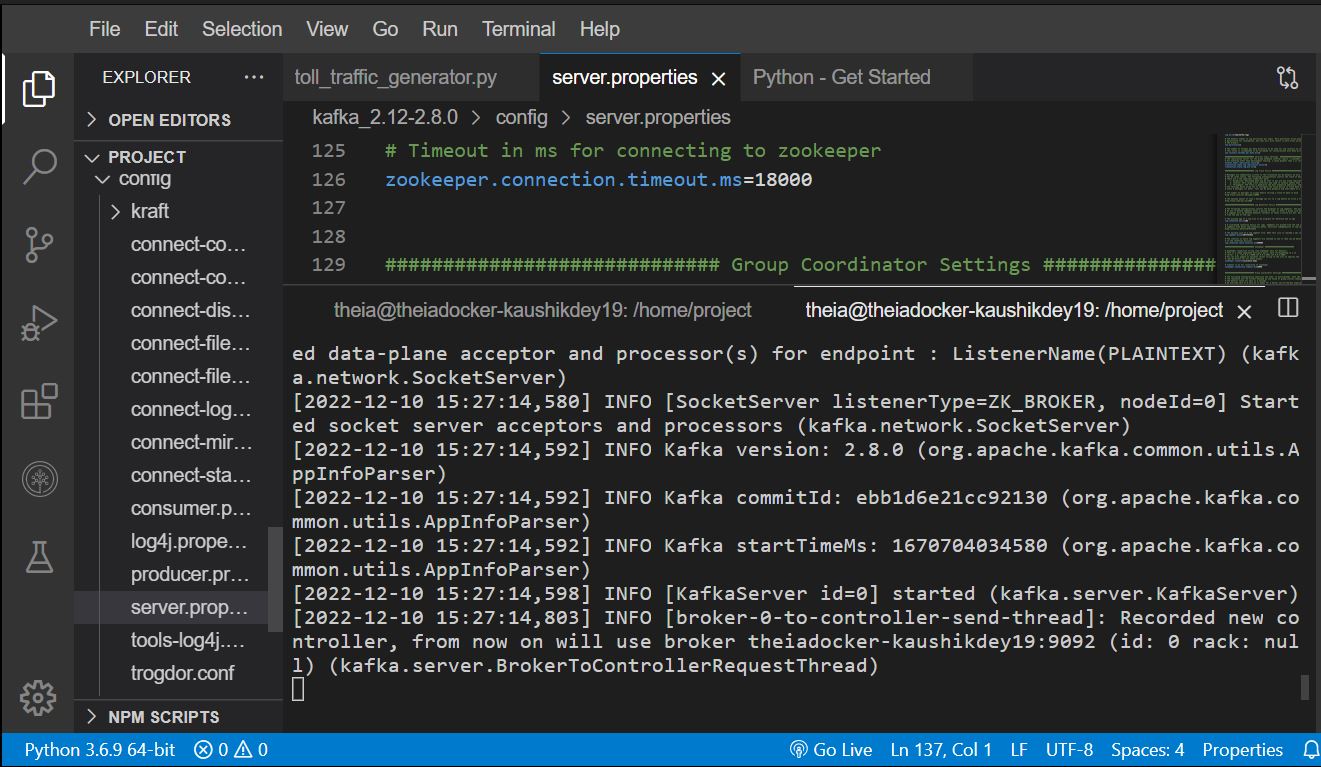 File Edit Selection View Go Run Terminal Help
EXPLORER ...
toll_traffic_generator.py server.properties Python - Get Started
OPEN EDITORS
PROJECT
config
kraft
connect-co...
connect-co...
connect-dis...
connect-file...
connect-file...
connect-log...
connect-mir...
connect-sta...
consumer.p...
log4j.prope...
producer.pr...
server.prop...
tools-log4j....
trogdor.conf
NPM SCRIPTS
kafka_2.12-2.8.0 > config > server.properties
125 # Timeout in ms for connecting to zookeeper
126 zookeeper.connection.timeout.ms=18000
127
128
129 ############################# Group Coordinator Settings ###############
theia@theiadocker-kaushikdey19: /home/project theia@theiadocker-kaushikdey19: /home/project
ed data-plane acceptor and processor(s) for endpoint : ListenerName(PLAINTEXT) (kafk
a.network.SocketServer)
[2022-12-10 15:27:14,580] INFO [SocketServer listenerType=ZK_BROKER, nodeId=0] Start
ed socket server acceptors and processors (kafka.network.SocketServer)
[2022-12-10 15:27:14,592] INFO Kafka version: 2.8.0 (org.apache.kafka.common.utils.A
ppInfoParser)
[2022-12-10 15:27:14,592] INFO Kafka commitId: ebb1d6e21cc92130 (org.apache.kafka.co
mmon.utils.AppInfoParser)
[2022-12-10 15:27:14,592] INFO Kafka startTimeMs: 1670704034580 (org.apache.kafka.co
mmon.utils.AppInfoParser)
[2022-12-10 15:27:14,598] INFO [KafkaServer id=0] started (kafka.server.KafkaServer)
[2022-12-10 15:27:14,803] INFO [broker-0-to-controller-send-thread]: Recorded new co
ntroller, from now on will use broker theiadocker-kaushikdey19:9092 (id: 0 rack: nul
l) (kafka.server.BrokerToControllerRequestThread)
Python 3.6.9 64-bit 0 0 Go Live Ln 137, Col 1 LF UTF-8 Spaces: 4 Properties